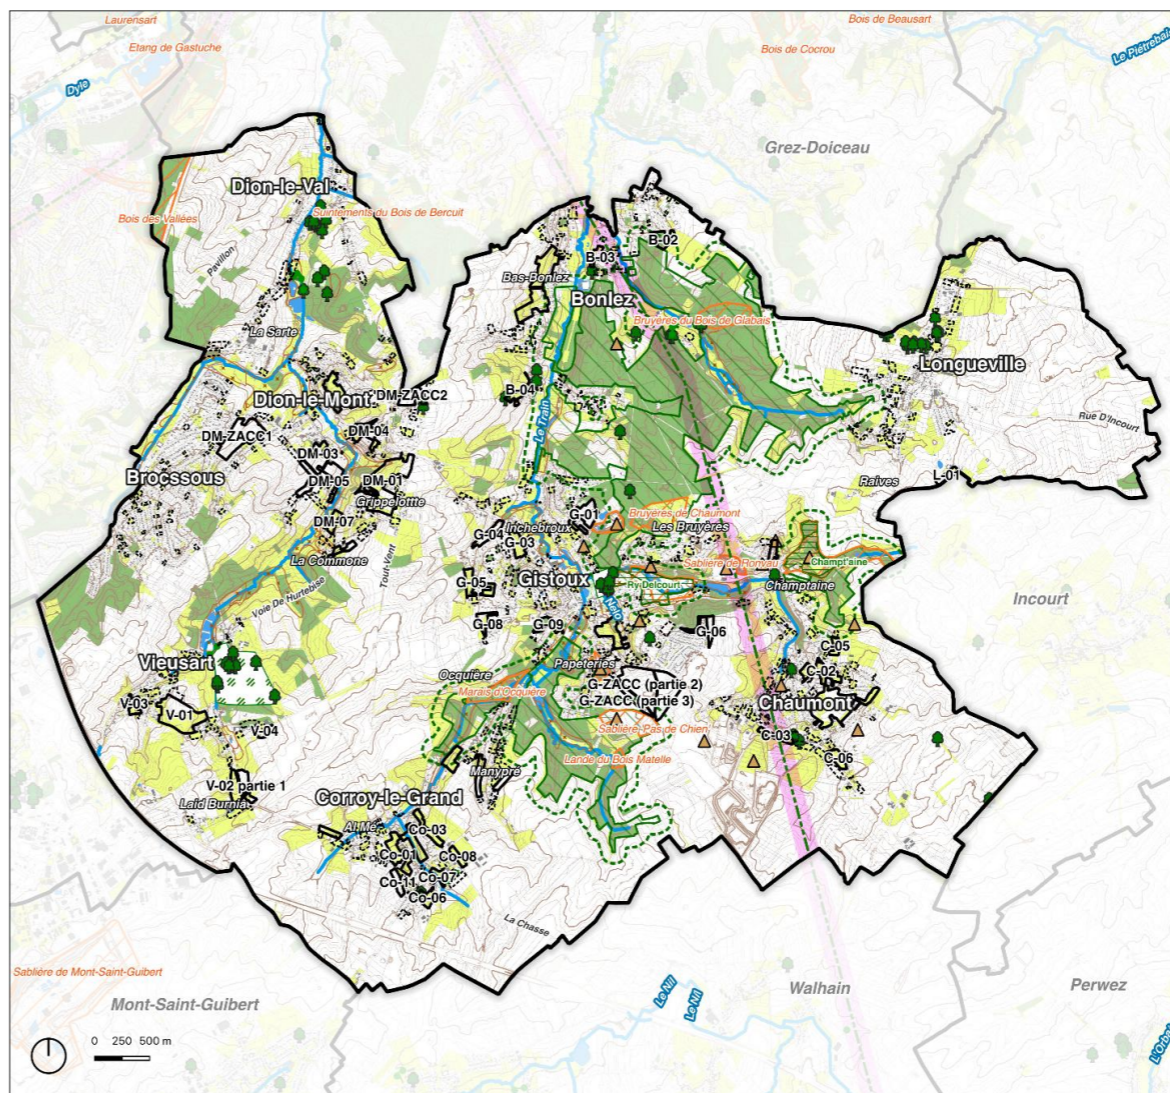 Laurensart
Etang de Gastuche
Dyle
Bois de Beausart
Bois de Cocrou
Le Piétrebais
Grez-Doiceau
Dion-le-Val
Bois des Vallées
Suintements du Bois de Bercuit
Pavillon
La Sarte
B-02
B-03
Bas-Bonlez
Bonlez
Bruyères du Bois de Glabais
Longueville
Rue D'Incourt
Dion-le-Mont
DM-ZACC2
B-04
Le Train
DM-ZACC1
DM-04
DM-03
Brocssous
DM-05
DM-01
Grippelotte
Raives
L-01
DM-07
La Commone
Tout-Vent
G-04
G-03
Inchebroux
G-01
Bruyères de Chaumont
Les Bruyères
Sablière de Ronvau
Champt'aine
Champtaine
Gistoux
Ry Delcourt
G-05
Voie De Hurtebise
G-08
G-09
G-06
Incourt
Vieusart
Ocquière
Papeteries
C-05
C-02
V-03
V-01
V-04
Marais d'Ocquière
G-ZACC (partie 2)
G-ZACC (partie 3)
Chaumont
Sablière Pas de Chien
C-03
C-06
Lande du Bois Matelle
V-02 partie 1
Laid Burniat
Manypré
Corroy-le-Grand
Al Mé
Co-03
Co-01
Co-08
Co-11
Co-07
Co-06
La Chasse
Sablière de Mont-Saint-Guibert
Mont-Saint-Guibert
Le Nil
Le Nil
Walhain
Perwez
0 250 500 m